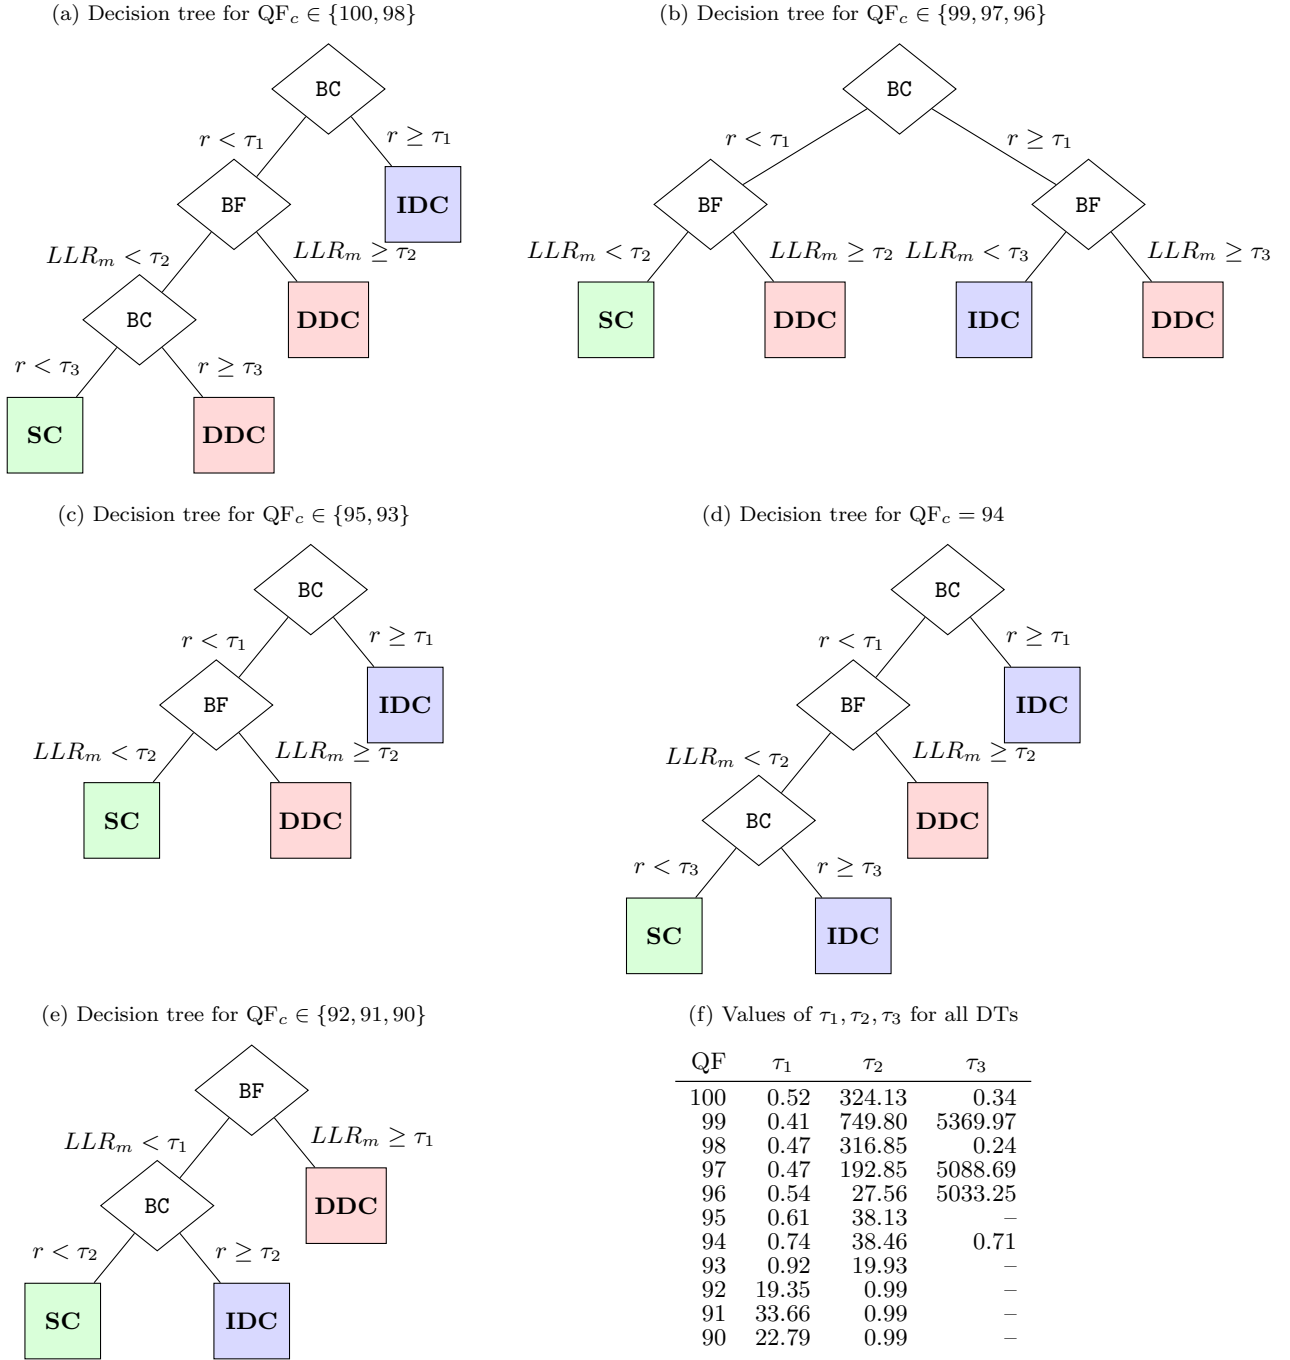 (a) Decision tree for QF_c ∈ {100, 98}
BC
r < τ₁
r ≥ τ₁
BF
IDC
LLR_m < τ₂
LLR_m ≥ τ₂
BC
DDC
r < τ₃
r ≥ τ₃
SC
DDC
(b) Decision tree for QF_c ∈ {99, 97, 96}
BC
r < τ₁
r ≥ τ₁
BF
BF
LLR_m < τ₂
LLR_m ≥ τ₂
LLR_m < τ₃
LLR_m ≥ τ₃
SC
DDC
IDC
DDC
(c) Decision tree for QF_c ∈ {95, 93}
BC
r < τ₁
r ≥ τ₁
BF
IDC
LLR_m < τ₂
LLR_m ≥ τ₂
SC
DDC
(d) Decision tree for QF_c = 94
BC
r < τ₁
r ≥ τ₁
BF
IDC
LLR_m < τ₂
LLR_m ≥ τ₂
BC
DDC
r < τ₃
r ≥ τ₃
SC
IDC
(e) Decision tree for QF_c ∈ {92, 91, 90}
BF
LLR_m < τ₁
LLR_m ≥ τ₁
BC
DDC
r < τ₂
r ≥ τ₂
SC
IDC
(f) Values of τ₁, τ₂, τ₃ for all DTs
QF τ₁ τ₂ τ₃
100 0.52 324.13 0.34
99 0.41 749.80 5369.97
98 0.47 316.85 0.24
97 0.47 192.85 5088.69
96 0.54 27.56 5033.25
95 0.61 38.13 –
94 0.74 38.46 0.71
93 0.92 19.93 –
92 19.35 0.99 –
91 33.66 0.99 –
90 22.79 0.99 –